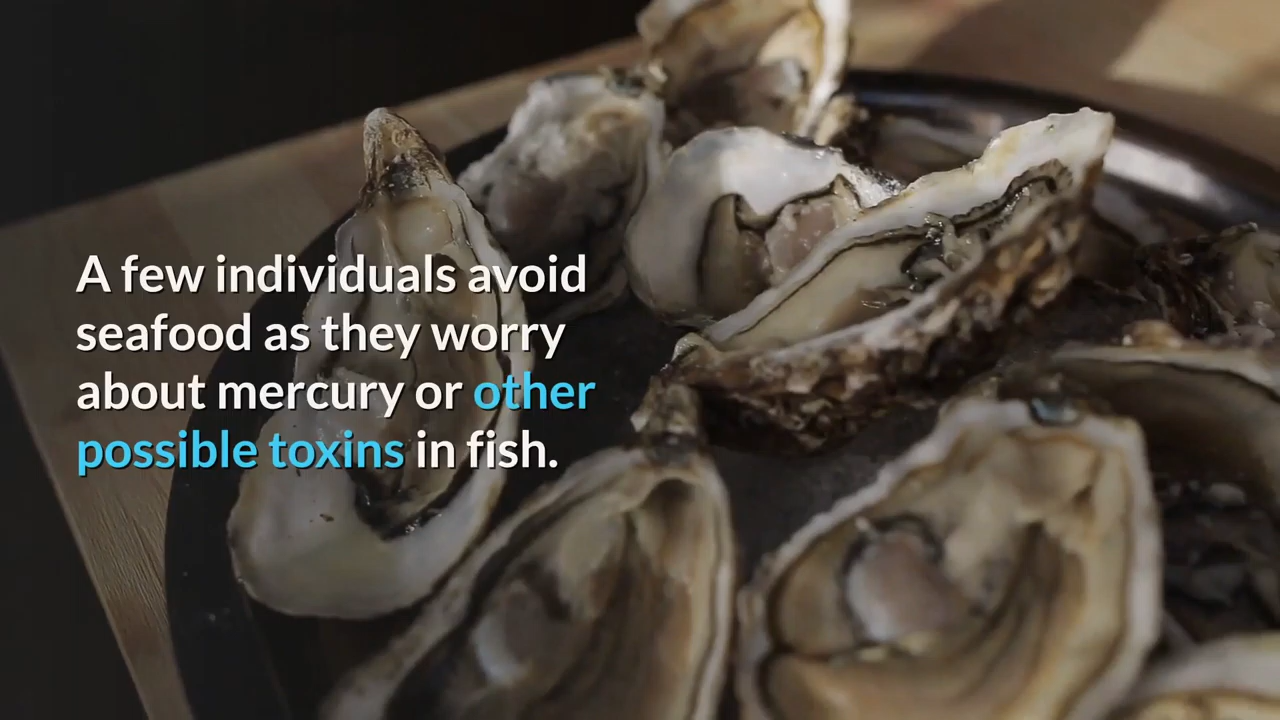 A few individuals avoid
seafood as they worry
about mercury or other
possible toxins in fish.